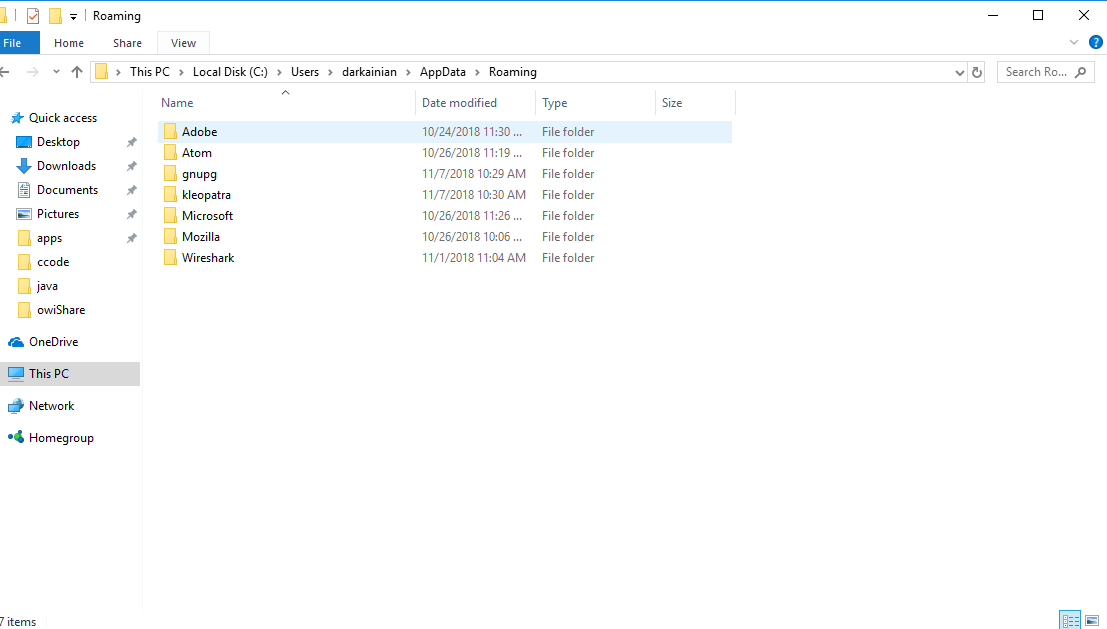 Roaming
File Home Share View
This PC Local Disk (C:) Users darkainian AppData Roaming Search Ro...
Name Date modified Type Size
Quick access
Desktop
Downloads
Documents
Pictures
apps
ccode
java
owiShare
OneDrive
This PC
Network
Homegroup
Adobe 10/24/2018 11:30 ... File folder
Atom 10/26/2018 11:19 ... File folder
gnupg 11/7/2018 10:29 AM File folder
kleopatra 11/7/2018 10:30 AM File folder
Microsoft 10/26/2018 11:26 ... File folder
Mozilla 10/26/2018 10:06 ... File folder
Wireshark 11/1/2018 11:04 AM File folder
7 items